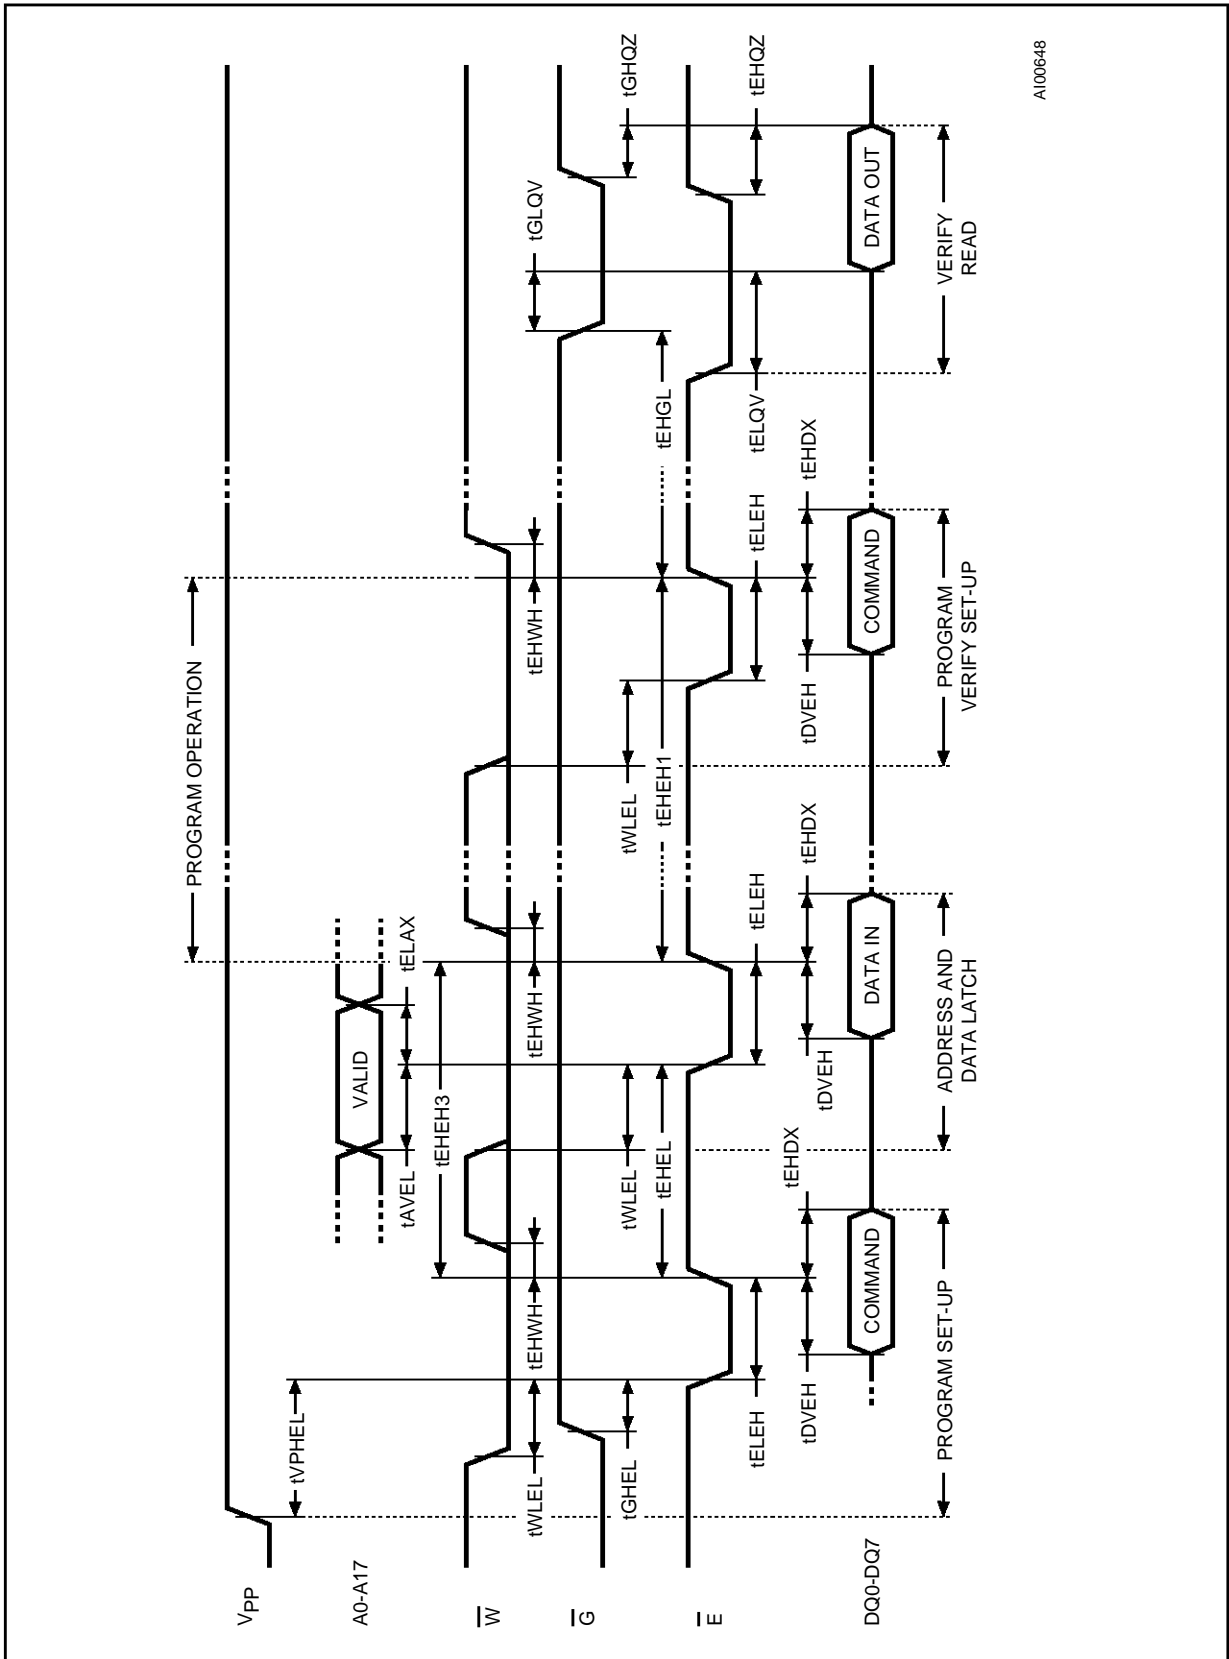 VPP
A0-A17
W
G
E
DQ0-DQ7
PROGRAM OPERATION
tVPHEL
VALID
tAVEL
tELAX
tEHEH3
tWLEL
tEHWH
tEHWH
tEHWH
tGLQV
tGHEL
tWLEL
tWLEL
tGHQZ
tEHEL
tEHEH1
tEHGL
tELEH
tELEH
tELEH
tELQV
tEHQZ
tDVEH
tEHDX
tDVEH
tEHDX
tDVEH
tEHDX
COMMAND
DATA IN
COMMAND
DATA OUT
PROGRAM SET-UP
ADDRESS AND
DATA LATCH
PROGRAM
VERIFY SET-UP
VERIFY
READ
AI00648